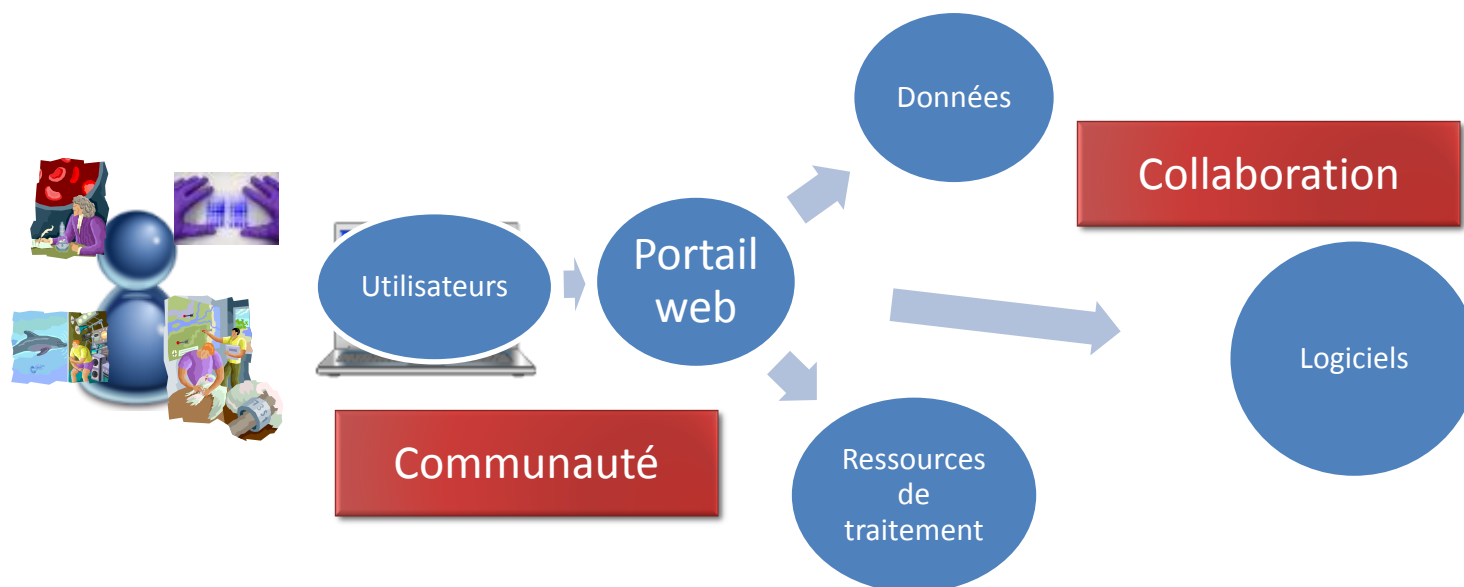 Données
Collaboration
Utilisateurs
Portail
web
Logiciels
Communauté
Ressources
de
traitement